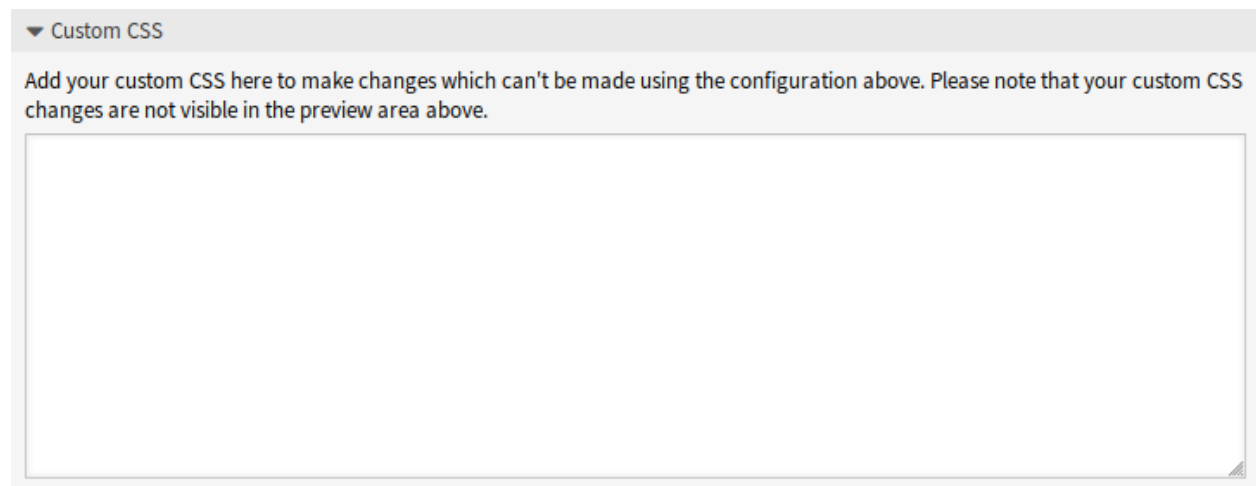 Custom CSS
Add your custom CSS here to make changes which can't be made using the configuration above. Please note that your custom CSS
changes are not visible in the preview area above.